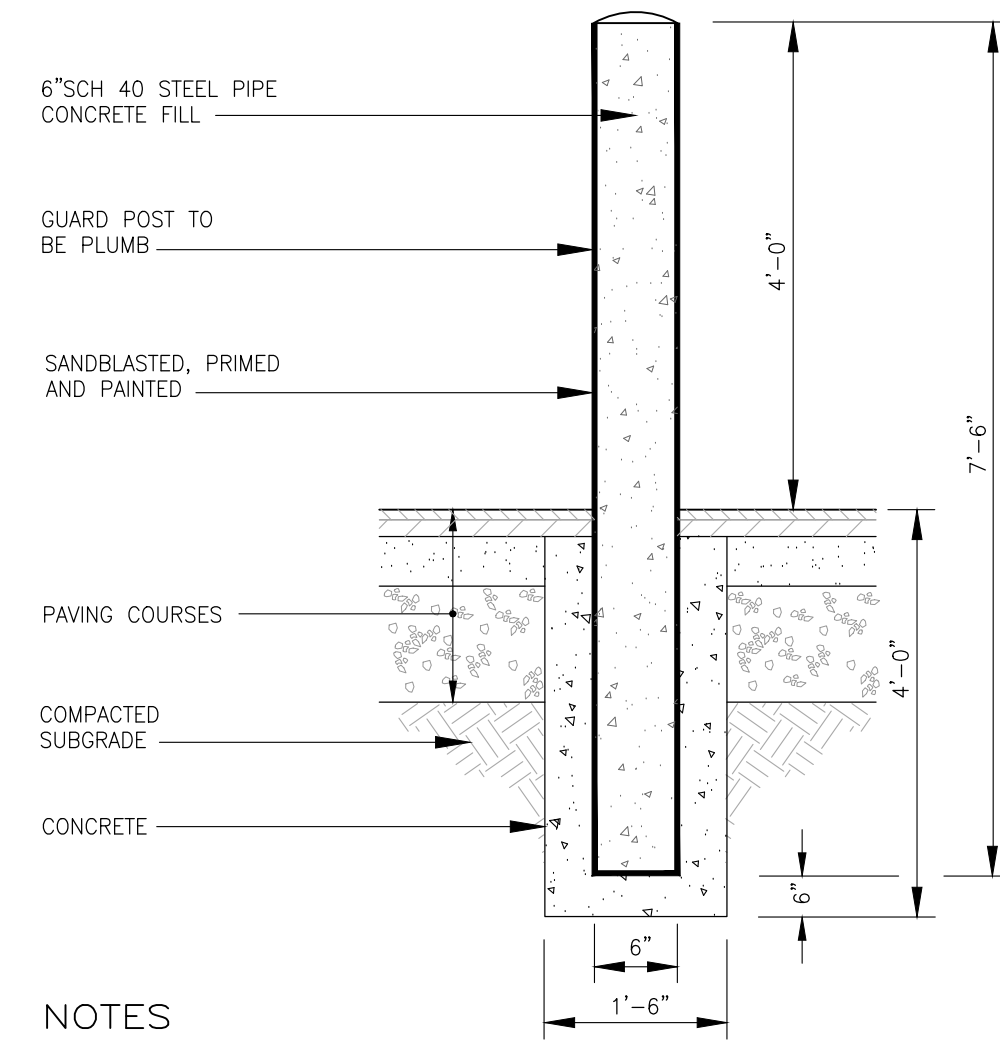 6”SCH 40 STEEL PIPE
CONCRETE FILL
GUARD POST TO
BE PLUMB
4’-0”
SANDBLASTED, PRIMED
AND PAINTED
7’-6”
PAVING COURSES
4’-0”
COMPACTED
SUBGRADE
CONCRETE
6”
6”
1’-6”
NOTES